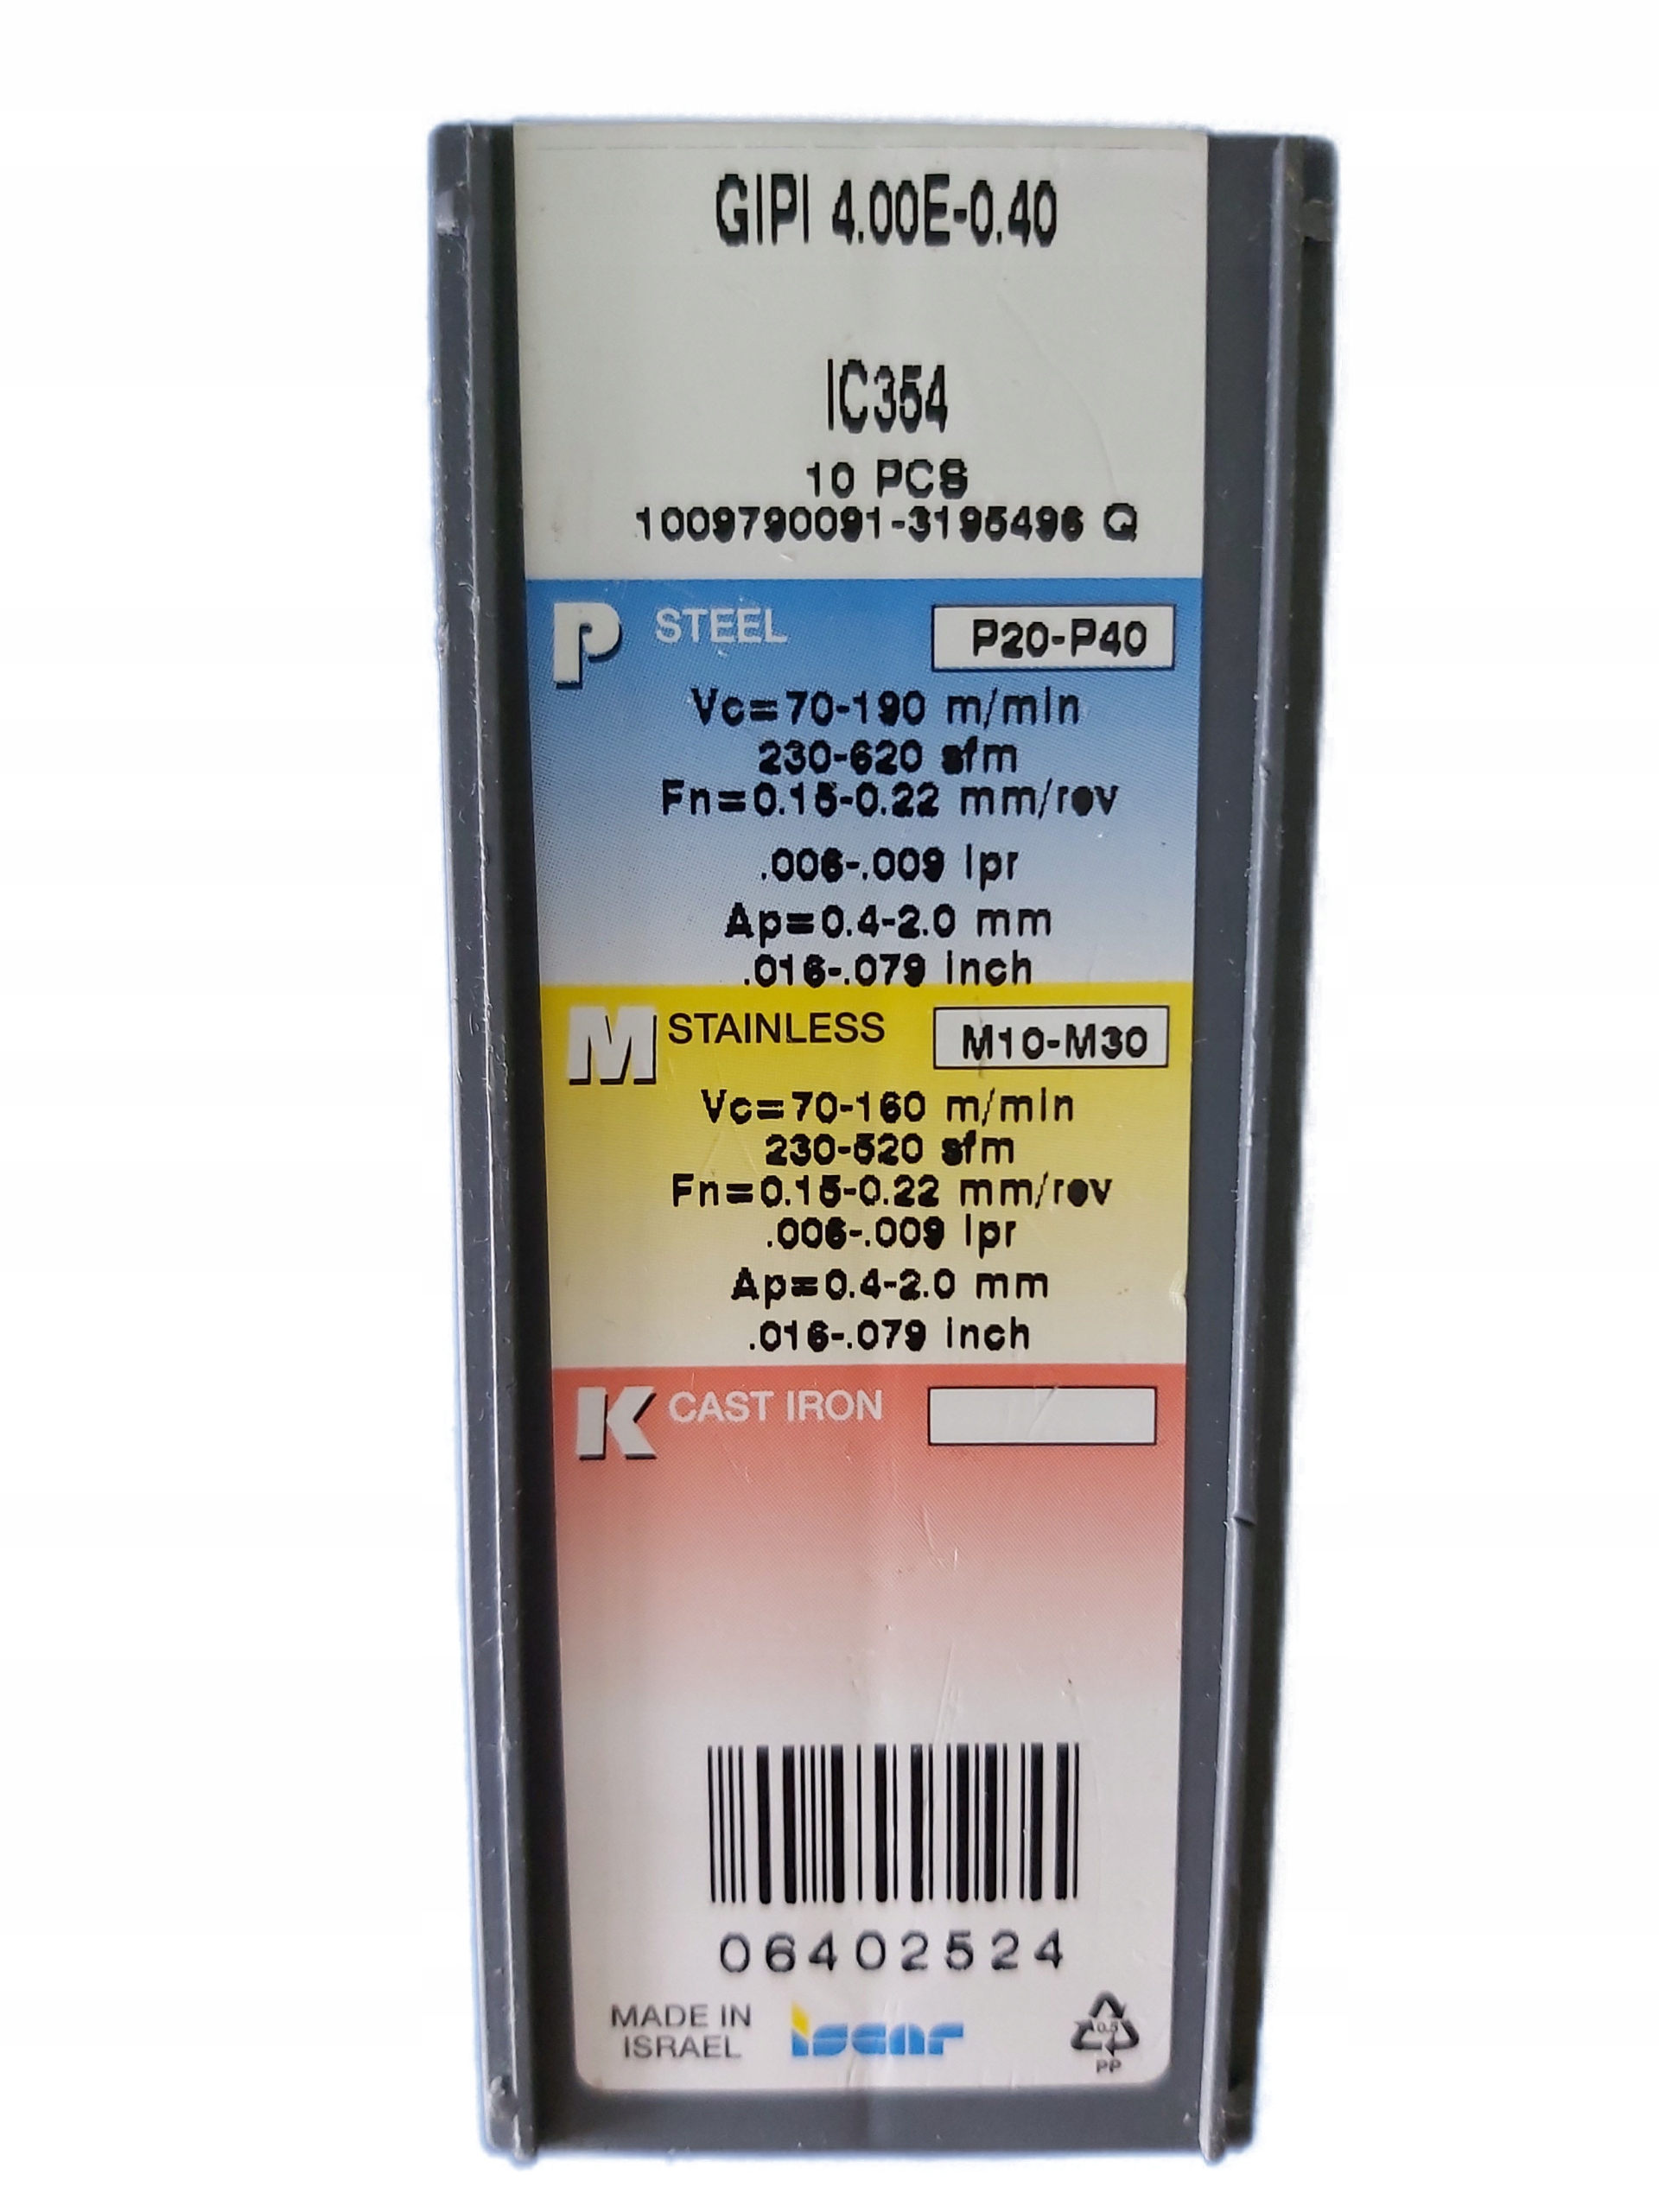 GIPI 4.00E-0.40
IC354
10 PCS
1009790091-3195496 Q
P STEEL P20-P40
Vc=70-190 m/min
230-620 sfm
Fn=0.15-0.22 mm/rev
.006-.009 ipr
Ap=0.4-2.0 mm
.016-.079 inch
M STAINLESS M10-M30
Vc=70-160 m/min
230-520 sfm
Fn=0.15-0.22 mm/rev
.006-.009 ipr
Ap=0.4-2.0 mm
.016-.079 inch
K CAST IRON
06402524
MADE IN
ISRAEL
iscar
0.5
PP